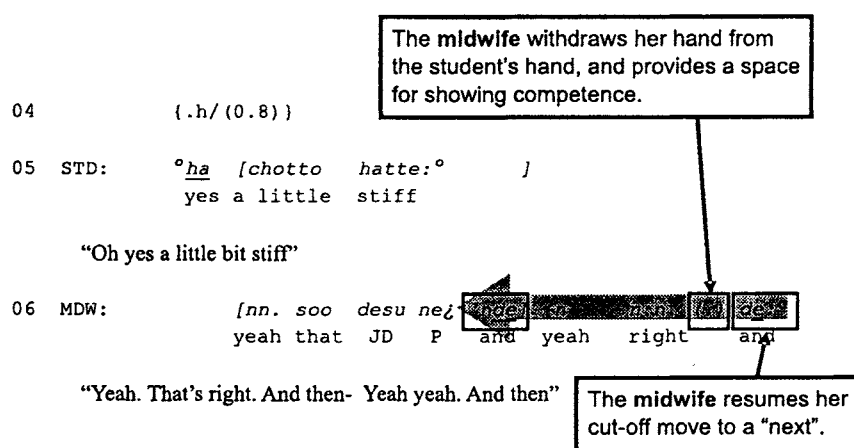 The midwife withdraws her hand from
the student's hand, and provides a space
for showing competence.
04 {.h/(0.8)}
05 STD: °ha [chotto hatte:° ]
yes a little stiff
"Oh yes a little bit stiff"
06 MDW: [nn. soo desu ne¿
yeah that JD P and yeah right and
"Yeah. That's right. And then- Yeah yeah. And then"
The midwife resumes her
cut-off move to a "next".